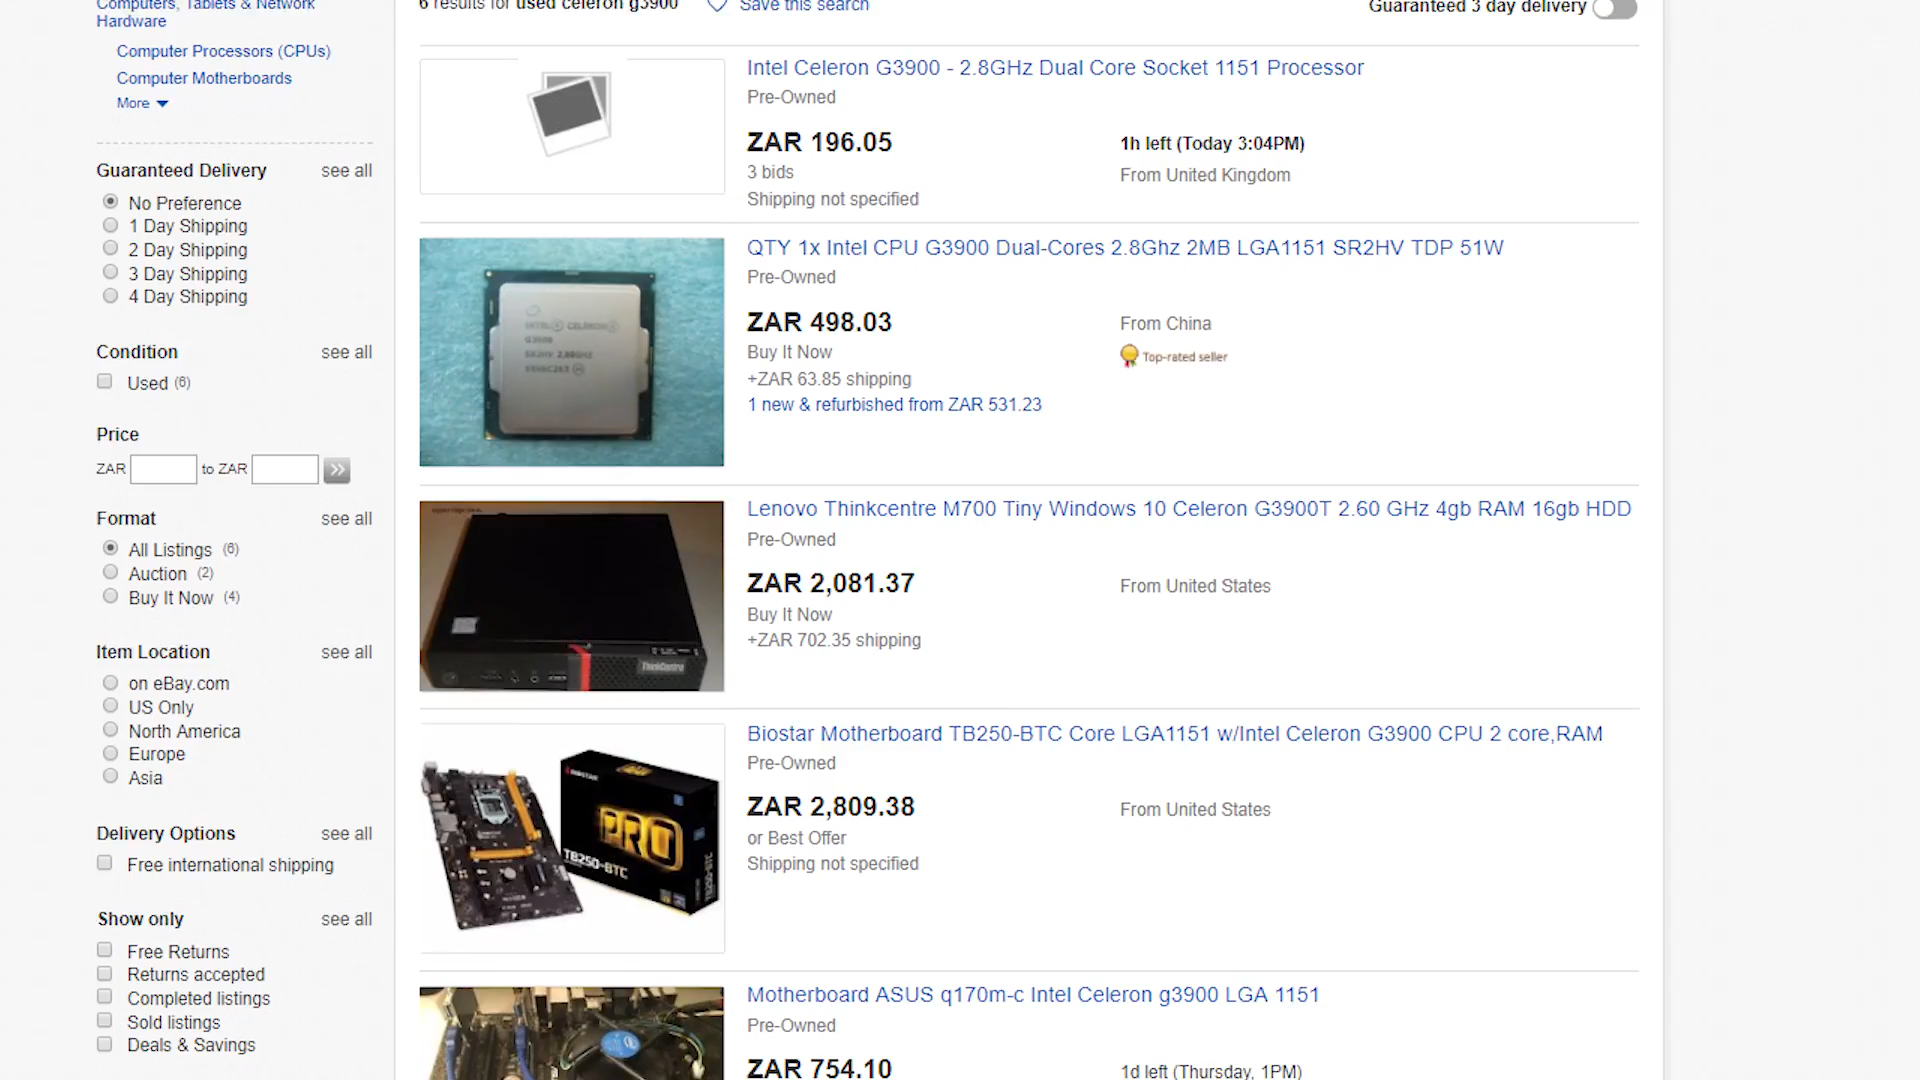 Computers, Tablets & Network
Hardware
Computer Processors (CPUs)
Computer Motherboards
More
Guaranteed Delivery see all
No Preference
1 Day Shipping
2 Day Shipping
3 Day Shipping
4 Day Shipping
Condition see all
Used (6)
Price
ZAR to ZAR
Format see all
All Listings (6)
Auction (2)
Buy It Now (4)
Item Location see all
on eBay.com
US Only
North America
Europe
Asia
Delivery Options see all
Free international shipping
Show only see all
Free Returns
Returns accepted
Completed listings
Sold listings
Deals & Savings
6 results for used celeron g3900 Save this search Guaranteed 3 day delivery
Intel Celeron G3900 - 2.8GHz Dual Core Socket 1151 Processor
Pre-Owned
ZAR 196.05 1h left (Today 3:04PM)
3 bids From United Kingdom
Shipping not specified
QTY 1x Intel CPU G3900 Dual-Cores 2.8Ghz 2MB LGA1151 SR2HV TDP 51W
Pre-Owned
ZAR 498.03 From China
Buy It Now Top-rated seller
+ZAR 63.85 shipping
1 new & refurbished from ZAR 531.23
INTEL CELERON
G3900
SR2HV 2.80GHZ
Lenovo Thinkcentre M700 Tiny Windows 10 Celeron G3900T 2.60 GHz 4gb RAM 16gb HDD
Pre-Owned
ZAR 2,081.37 From United States
Buy It Now
+ZAR 702.35 shipping
ThinkCentre
Biostar Motherboard TB250-BTC Core LGA1151 w/Intel Celeron G3900 CPU 2 core,RAM
Pre-Owned
ZAR 2,809.38 From United States
or Best Offer
Shipping not specified
BIOSTAR
PRO
TB250-BTC
TB250-BTC
Motherboard ASUS q170m-c Intel Celeron g3900 LGA 1151
Pre-Owned
ZAR 754.10 1d left (Thursday, 1PM)